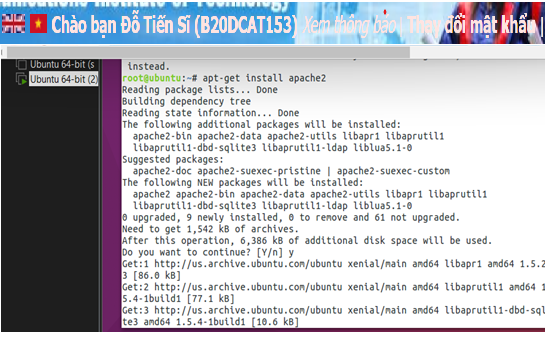 Chào bạn Đỗ Tiến Sĩ (B20DCAT153) Xem thông báo | Thay đổi mật khẩu |
Ubuntu 64-bit (s
Ubuntu 64-bit (2)
instead.
root@ubuntu:~# apt-get install apache2
Reading package lists... Done
Building dependency tree
Reading state information... Done
The following additional packages will be installed:
apache2-bin apache2-data apache2-utils libapr1 libaprutil1
libaprutil1-dbd-sqlite3 libaprutil1-ldap liblua5.1-0
Suggested packages:
apache2-doc apache2-suexec-pristine | apache2-suexec-custom
The following NEW packages will be installed:
apache2 apache2-bin apache2-data apache2-utils libapr1 libaprutil1
libaprutil1-dbd-sqlite3 libaprutil1-ldap liblua5.1-0
0 upgraded, 9 newly installed, 0 to remove and 61 not upgraded.
Need to get 1,542 kB of archives.
After this operation, 6,386 kB of additional disk space will be used.
Do you want to continue? [Y/n] y
Get:1 http://us.archive.ubuntu.com/ubuntu xenial/main amd64 libapr1 amd64 1.5.2
3 [86.0 kB]
Get:2 http://us.archive.ubuntu.com/ubuntu xenial/main amd64 libaprutil1 amd64 1
5.4-1build1 [77.1 kB]
Get:3 http://us.archive.ubuntu.com/ubuntu xenial/main amd64 libaprutil1-dbd-sql
te3 amd64 1.5.4-1build1 [10.6 kB]